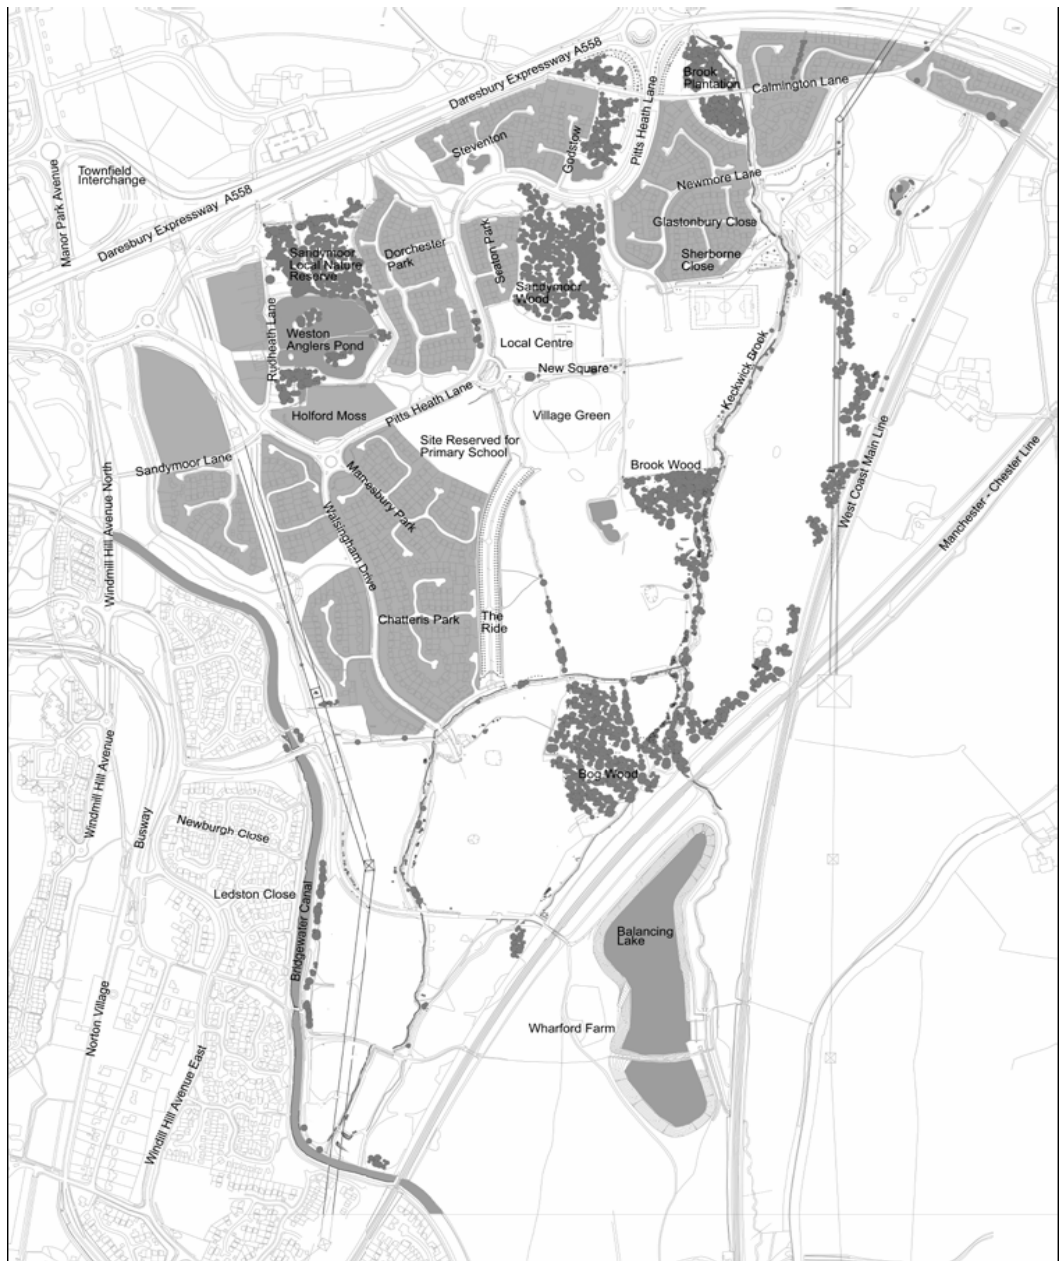 Daresbury Expressway A558
Brook
Plantation
Calmington Lane
Pitts Heath Lane
Steventon
Godstow
Townfield
Interchange
Manor Park Avenue
Daresbury Expressway A558
Newmore Lane
Glastonbury Close
Sherborne
Close
Sandymoor
Local Nature
Reserve
Dorchester
Park
Seaton Park
Sandymoor
Wood
Rudheath Lane
Weston
Anglers Pond
Local Centre
New Square
Keckwick Brook
Holford Moss
Pitts Heath Lane
Village Green
Site Reserved for
Primary School
Sandymoor Lane
Malmesbury Park
Brook Wood
West Coast Main Line
Manchester - Chester Line
Windmill Hill Avenue North
Walsingham Drive
Chatteris Park
The
Ride
Bog Wood
Windmill Hill Avenue
Busway
Newburgh Close
Ledston Close
Bridgewater Canal
Balancing
Lake
Norton Village
Wharford Farm
Windill Hill Avenue East